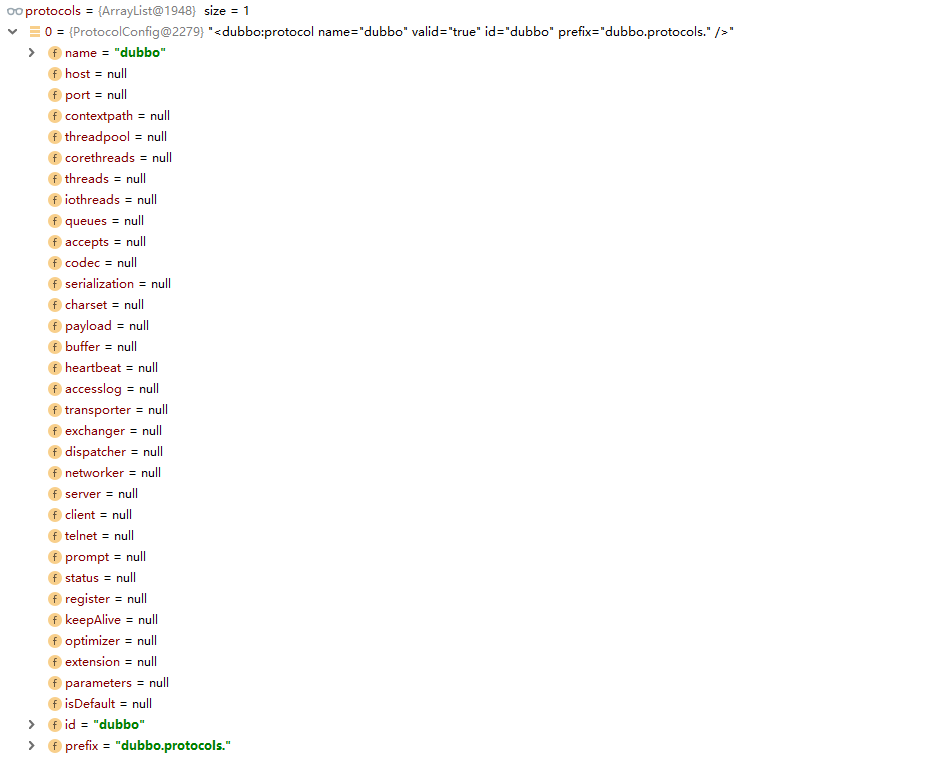 protocols = {ArrayList@1948} size = 1
0 = {ProtocolConfig@2279} "<dubbo:protocol name="dubbo" valid="true" id="dubbo" prefix="dubbo.protocols." />"
f name = "dubbo"
f host = null
f port = null
f contextpath = null
f threadpool = null
f corethreads = null
f threads = null
f iothreads = null
f queues = null
f accepts = null
f codec = null
f serialization = null
f charset = null
f payload = null
f buffer = null
f heartbeat = null
f accesslog = null
f transporter = null
f exchanger = null
f dispatcher = null
f networker = null
f server = null
f client = null
f telnet = null
f prompt = null
f status = null
f register = null
f keepAlive = null
f optimizer = null
f extension = null
f parameters = null
f isDefault = null
f id = "dubbo"
f prefix = "dubbo.protocols."